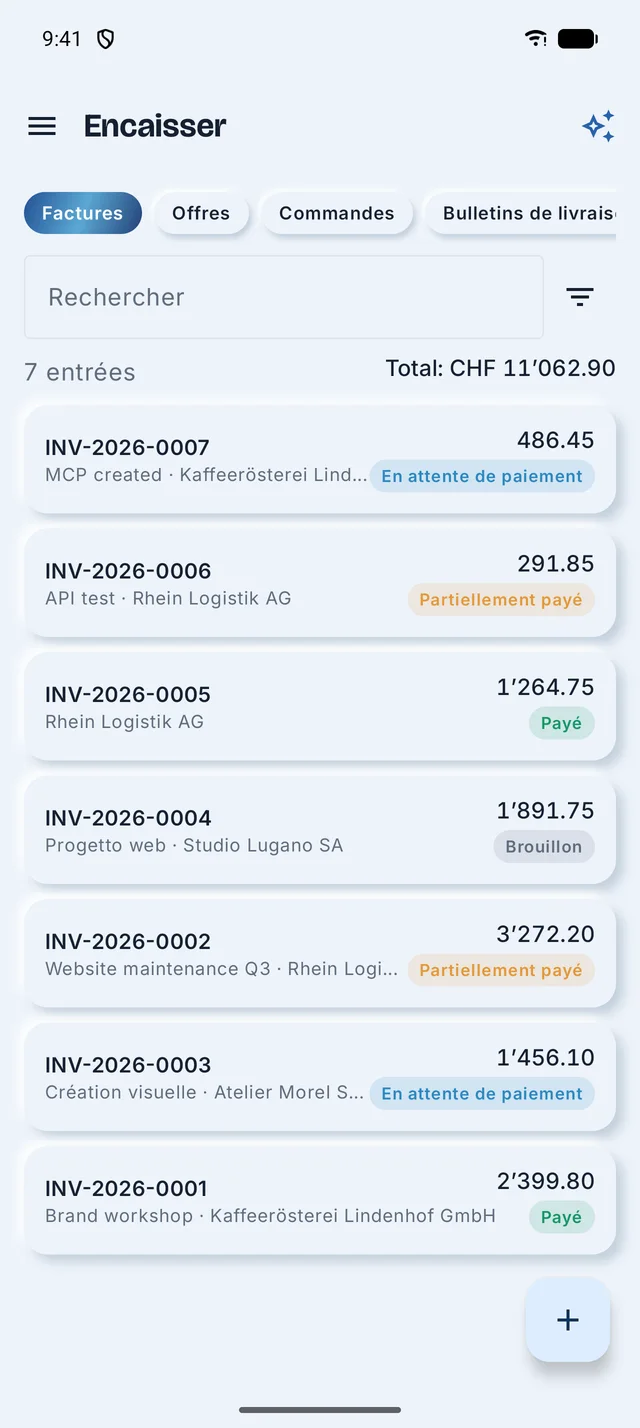 9:41
Encaisser
Factures Offres Commandes Bulletins de livrais
Rechercher
7 entrées Total: CHF 11’062.90
INV-2026-0007 486.45
MCP created · Kaffeerösterei Lind... En attente de paiement
INV-2026-0006 291.85
API test · Rhein Logistik AG Partiellement payé
INV-2026-0005 1’264.75
Rhein Logistik AG Payé
INV-2026-0004 1’891.75
Progetto web · Studio Lugano SA Brouillon
INV-2026-0002 3’272.20
Website maintenance Q3 · Rhein Logi... Partiellement payé
INV-2026-0003 1’456.10
Création visuelle · Atelier Morel S... En attente de paiement
INV-2026-0001 2’399.80
Brand workshop · Kaffeerösterei Lindenhof GmbH Payé